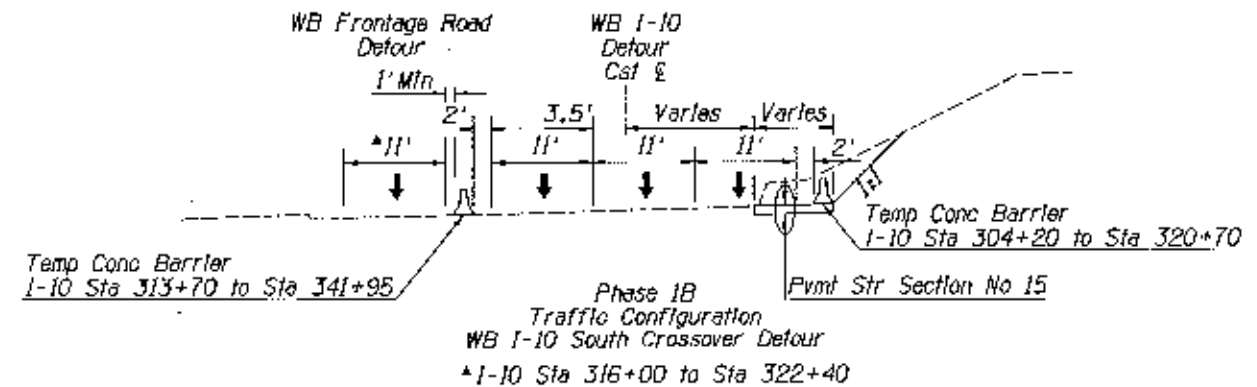 WB Frontage Road
Detour
WB I-10
Detour
Cst ℄
1' Min
2'
3.5'
Varies
Varies
▲11'
11'
11'
11'
2'
1:1
Temp Conc Barrier
I-10 Sta 304+20 to Sta 320+70
Temp Conc Barrier
I-10 Sta 313+70 to Sta 341+95
Pvmt Str Section No 15
Phase 1B
Traffic Configuration
WB I-10 South Crossover Detour
▲I-10 Sta 316+00 to Sta 322+40